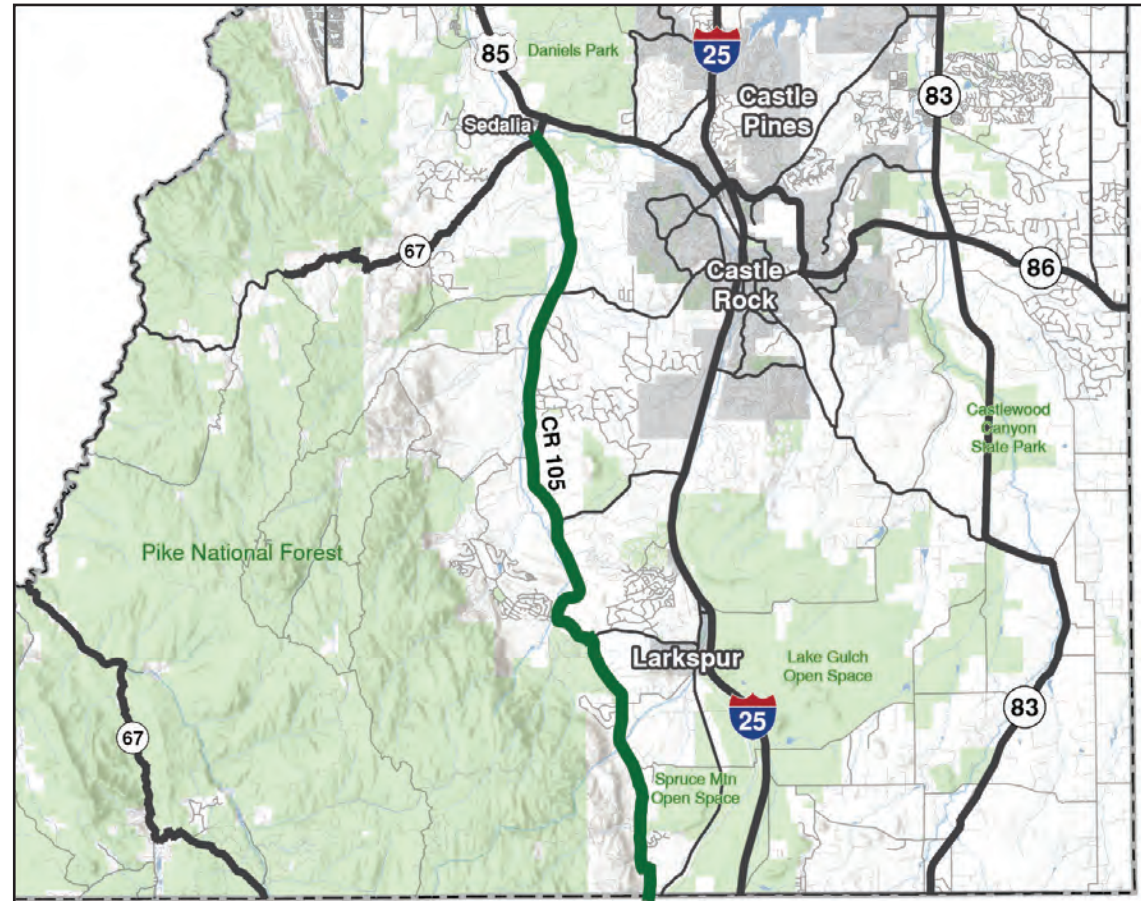 85
Daniels Park
25
Castle
Pines
83
Sedalia
67
86
Castle
Rock
Castlewood
Canyon
State Park
CR 105
Pike National Forest
Larkspur
Lake Gulch
Open Space
25
83
67
Spruce Mtn
Open Space